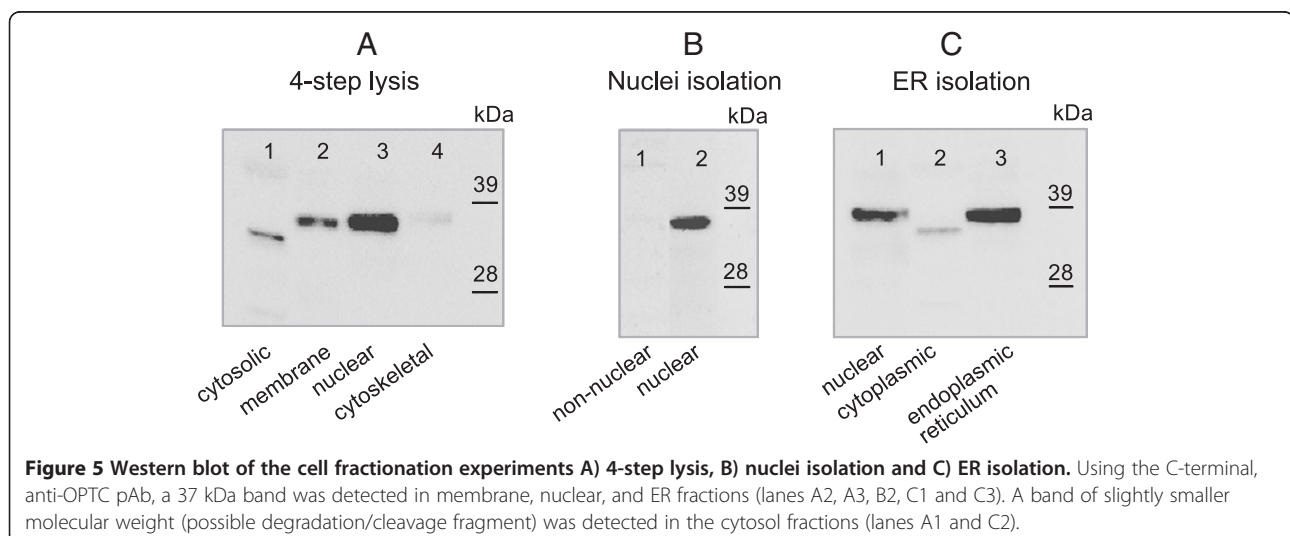 A
4-step lysis
kDa
1 2 3 4
39
28
cytosolic
membrane
nuclear
cytoskeletal
B
Nuclei isolation
kDa
1 2
39
28
non-nuclear
nuclear
C
ER isolation
kDa
1 2 3
39
28
nuclear
cytoplasmic
endoplasmic
reticulum
Figure 5 Western blot of the cell fractionation experiments A) 4-step lysis, B) nuclei isolation and C) ER isolation. Using the C-terminal,
anti-OPTC pAb, a 37 kDa band was detected in membrane, nuclear, and ER fractions (lanes A2, A3, B2, C1 and C3). A band of slightly smaller
molecular weight (possible degradation/cleavage fragment) was detected in the cytosol fractions (lanes A1 and C2).